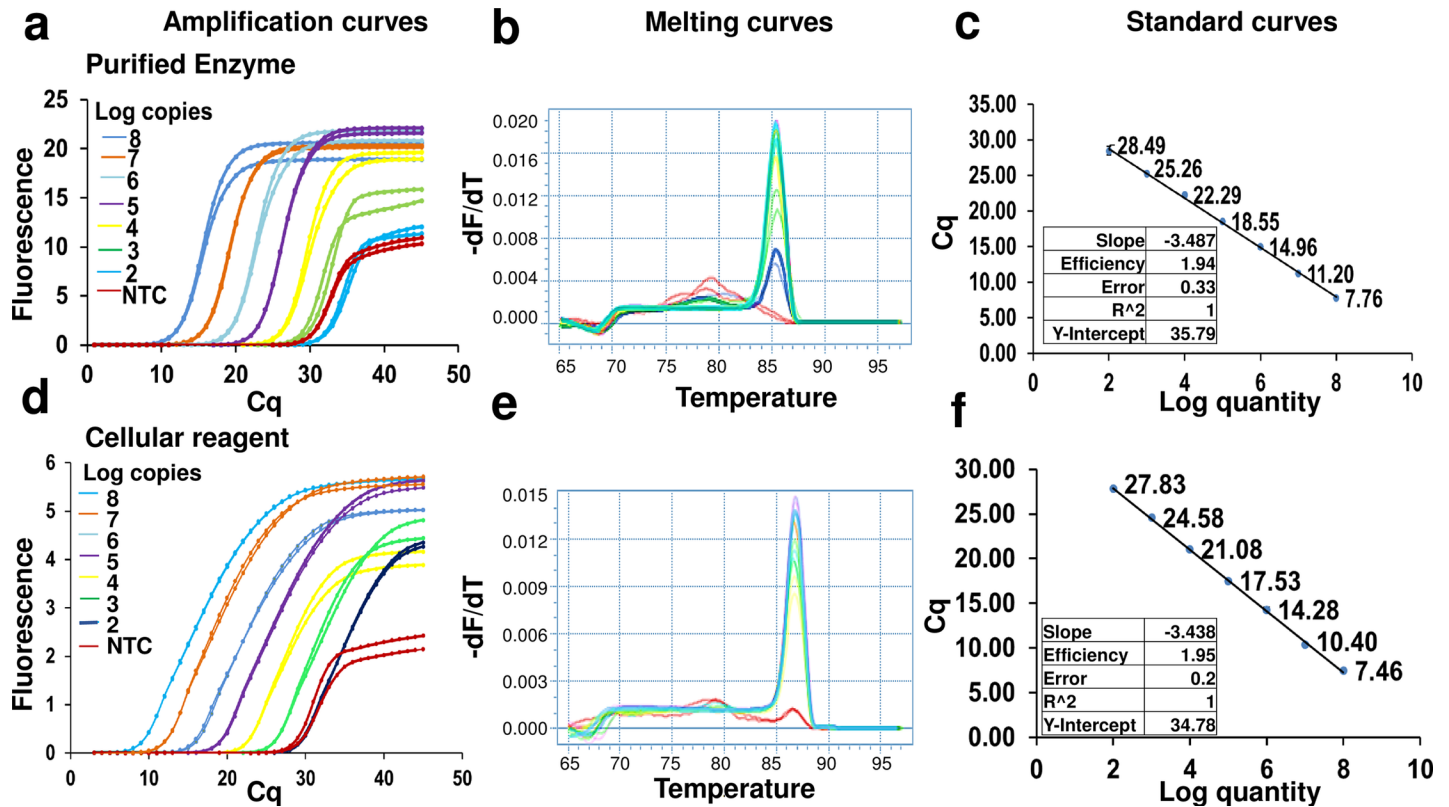 a Amplification curves
Purified Enzyme
Log copies
8
7
6
5
4
3
2
NTC
Fluorescence
25
20
15
10
5
0
0 10 20 30 40 50
Cq
b Melting curves
-dF/dT
0.020
0.016
0.012
0.008
0.004
0.000
65 70 75 80 85 90 95
Temperature
c Standard curves
Cq
35.00
30.00
25.00
20.00
15.00
10.00
5.00
0.00
28.49
25.26
22.29
18.55
14.96
11.20
7.76
Slope -3.487
Efficiency 1.94
Error 0.33
R^2 1
Y-Intercept 35.79
0 2 4 6 8 10
Log quantity
d
Cellular reagent
Log copies
8
7
6
5
4
3
2
NTC
Fluorescence
6
5
4
3
2
1
0
0 10 20 30 40 50
Cq
e
-dF/dT
0.015
0.012
0.009
0.006
0.003
0.000
65 70 75 80 85 90 95
Temperature
f
Cq
30.00
25.00
20.00
15.00
10.00
5.00
0.00
27.83
24.58
21.08
17.53
14.28
10.40
7.46
Slope -3.438
Efficiency 1.95
Error 0.2
R^2 1
Y-Intercept 34.78
0 2 4 6 8 10
Log quantity